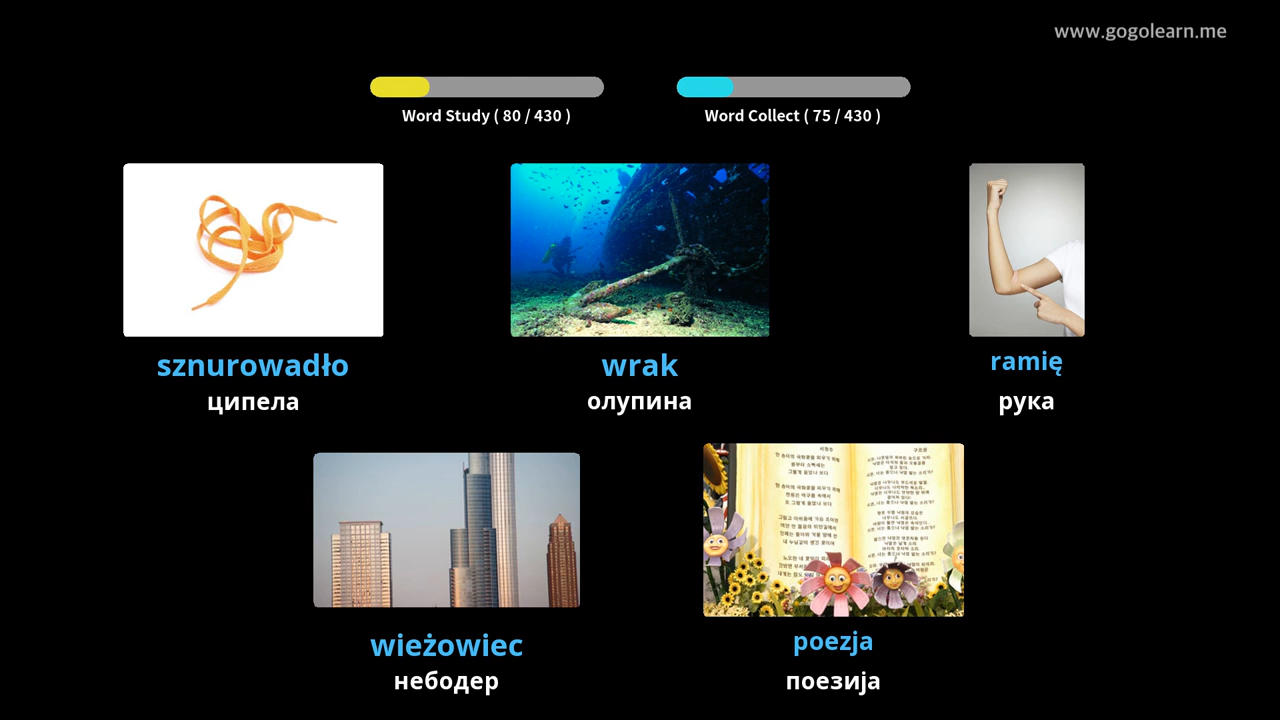 www.gogolearn.me
Word Study ( 80 / 430 )
Word Collect ( 75 / 430 )
sznurowadło
ципела
wrak
олупина
ramię
рука
wieżowiec
небодер
poezja
поезија